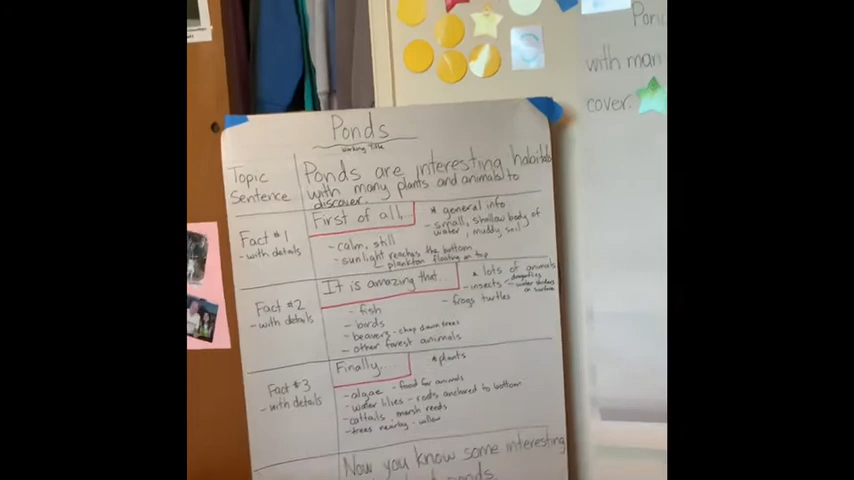 Ponds
Working Title
Topic Sentence
Ponds are interesting habitats
with many plants and animals to
discover.
Fact #1
- with details
First of all,
* general info
- small, shallow body of
water, muddy soil
- calm, still
- sunlight reaches the bottom
plankton floating on top
Fact #2
- with details
It is amazing that...
* lots of animals
- insects - dragonflies
- water striders
on surface
- frogs turtles
- fish
- birds
- beavers - chop down trees
- other forest animals
Fact #3
- with details
Finally.....
* plants
- algae - food for animals
- water lilies - roots anchored to bottom
- cattails, marsh reeds
- trees nearby - willow
Now you know some interesting
ponds.
Pon
with man
cover.